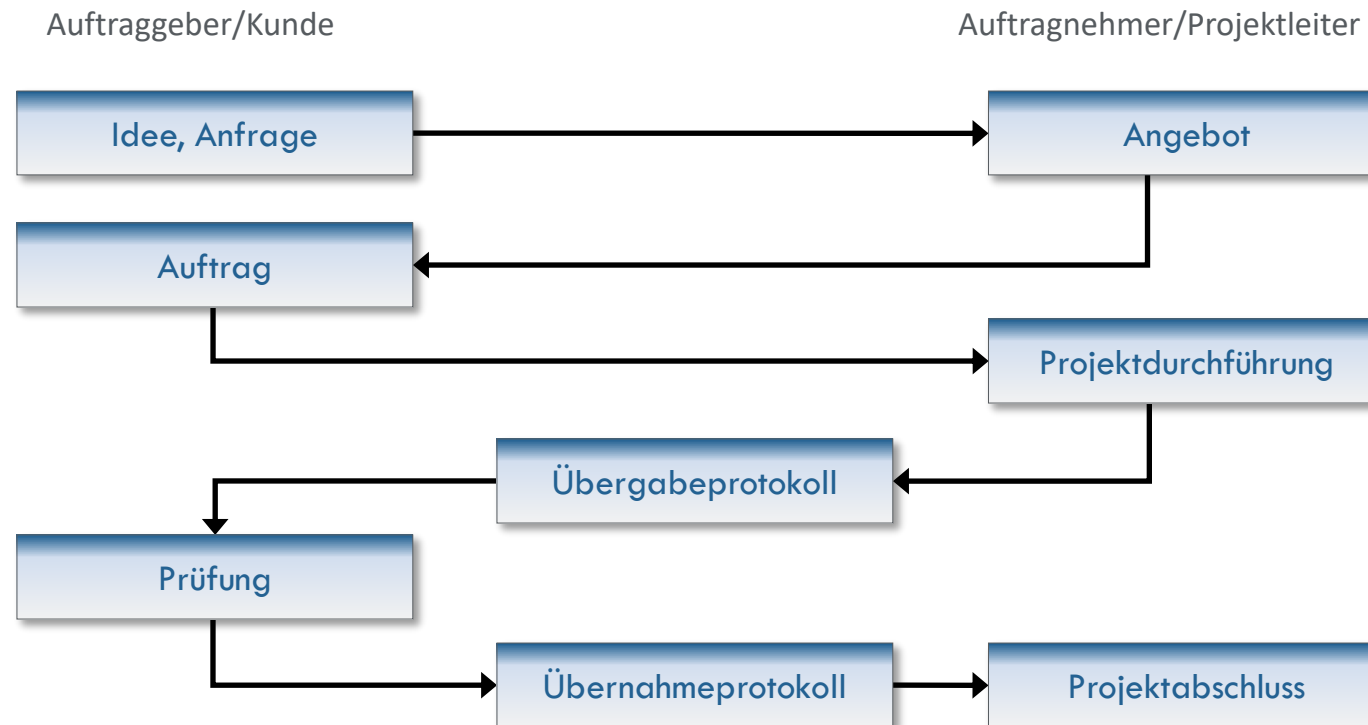 Auftraggeber/Kunde
Auftragnehmer/Projektleiter
Idee, Anfrage
Angebot
Auftrag
Projektdurchführung
Übergabeprotokoll
Prüfung
Übernahmeprotokoll
Projektabschluss